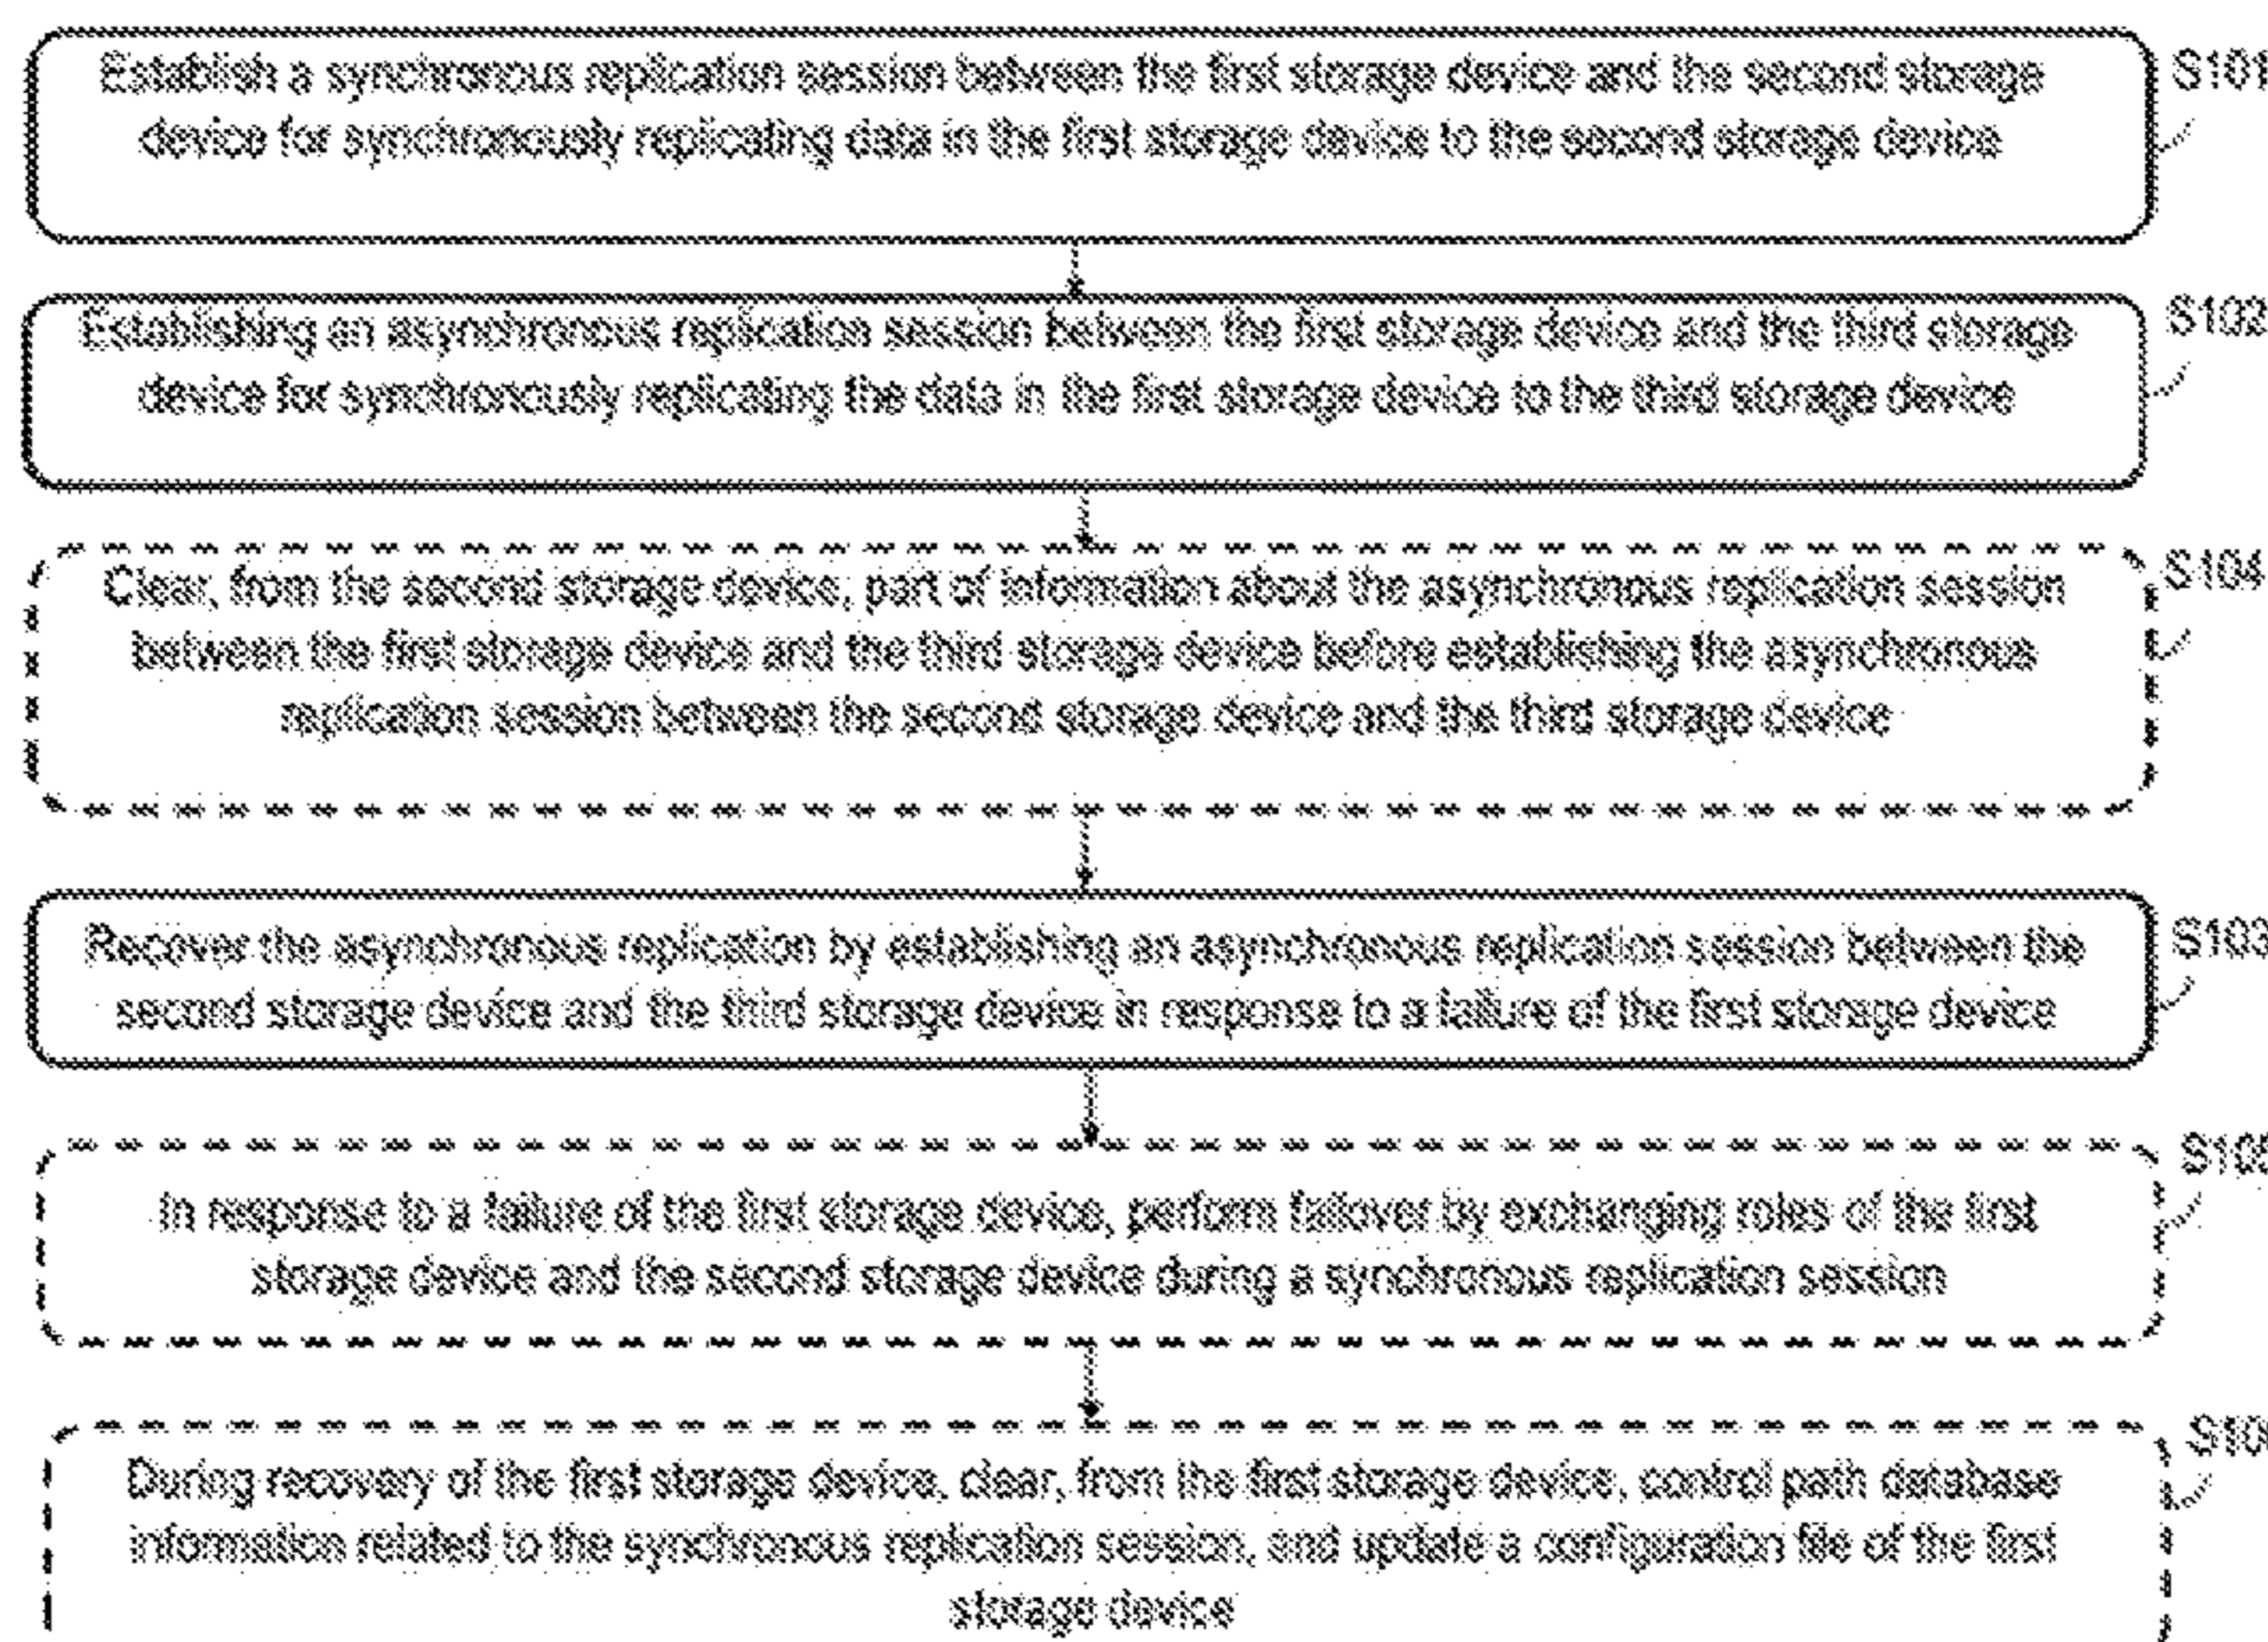 Establish a synchronous replication session between the first storage device and the second storage
device for synchronously replicating data in the first storage device to the second storage device
S101
Establishing an asynchronous replication session between the first storage device and the third storage
device for synchronously replicating the data in the first storage device to the third storage device
S102
Clear, from the second storage device, part of information about the asynchronous replication session
between the first storage device and the third storage device before establishing the asynchronous
replication session between the second storage device and the third storage device
S104
Recover the asynchronous replication by establishing an asynchronous replication session between the
second storage device and the third storage device in response to a failure of the first storage device
S103
In response to a failure of the first storage device, perform failover by exchanging roles of the first
storage device and the second storage device during a synchronous replication session
S105
During recovery of the first storage device, clear, from the first storage device, control path database
information related to the synchronous replication session, and update a configuration file of the first
storage device